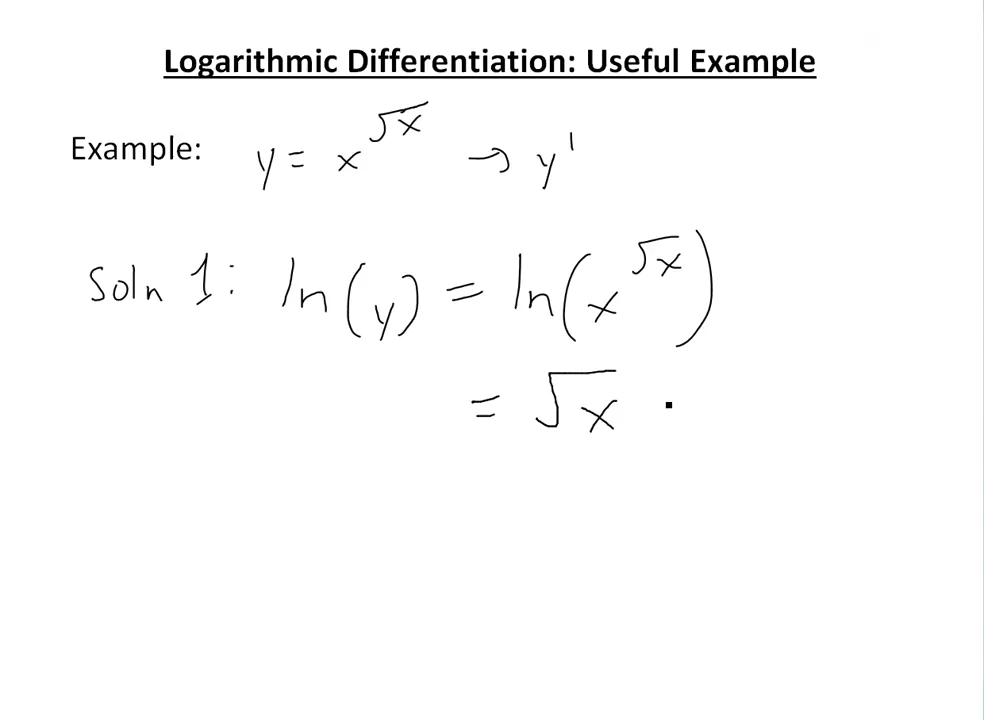 Logarithmic Differentiation: Useful Example
Example: y = x^√x → y'
Soln 1: ln(y) = ln(x^√x)
= √x ·